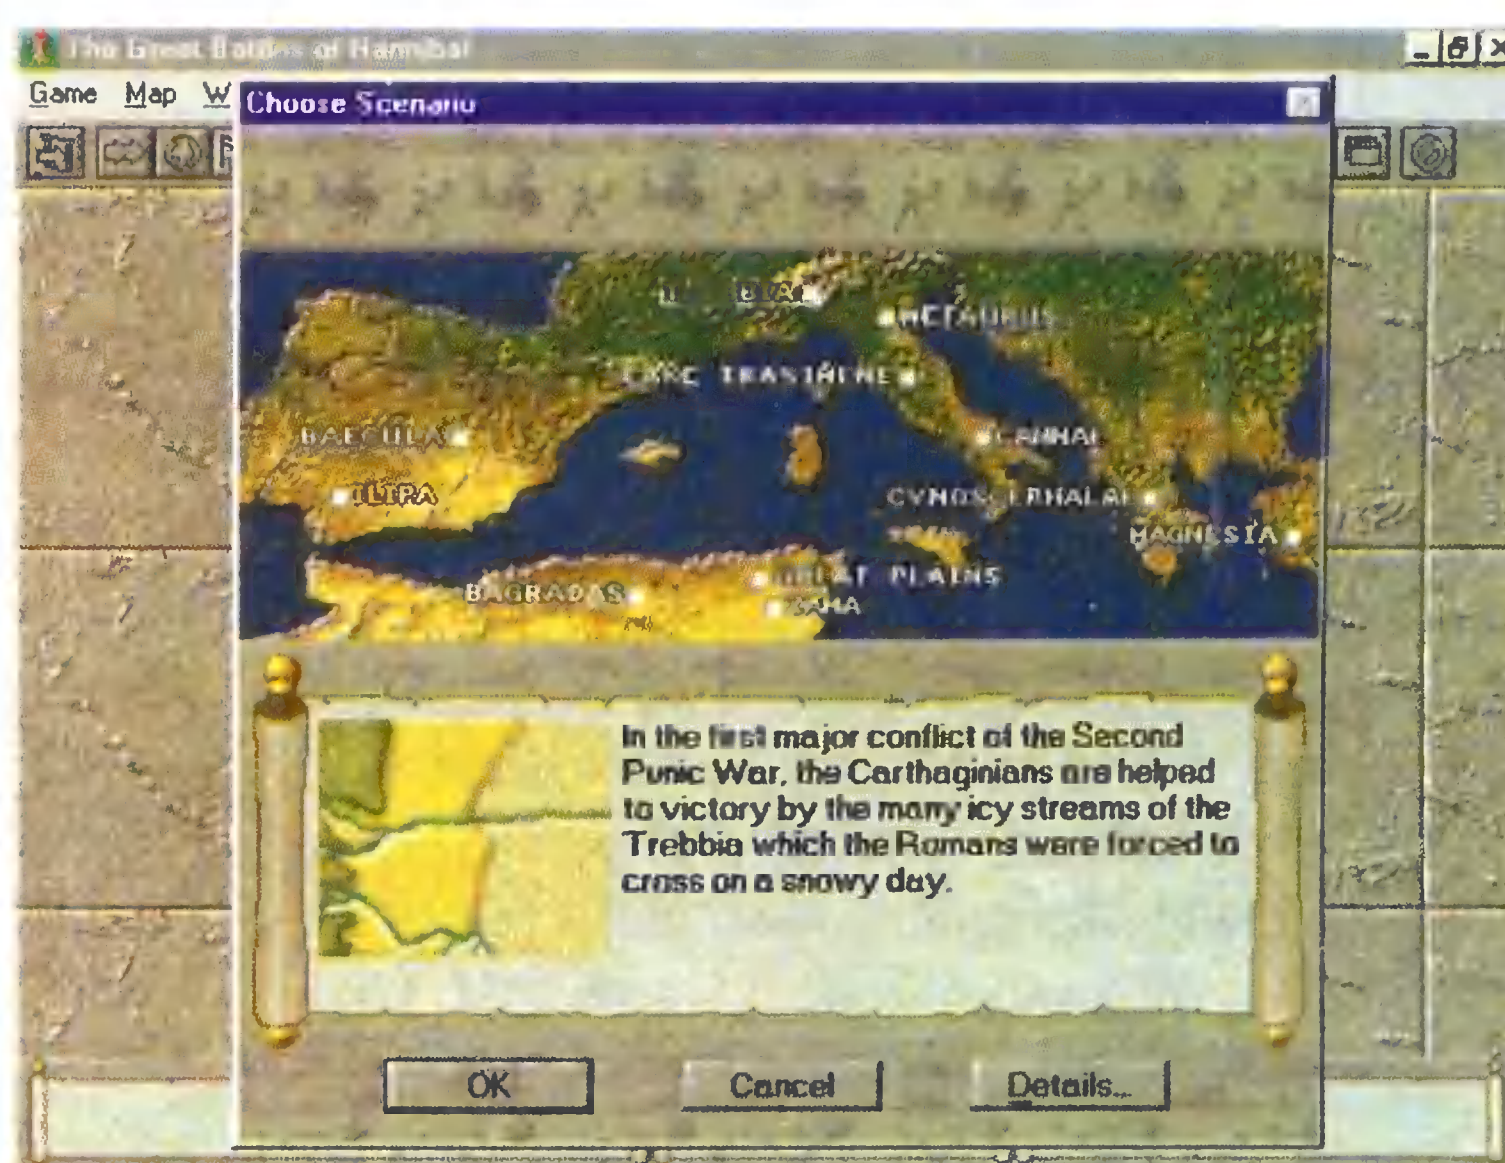 The Great Battles of Hannibal
Game Map W
Choose Scenario
METAURUS
LAKE TRASIMENE
BAECULA
CANNAE
ILIPA
CYNOSCEPHALAE
MAGNESIA
GREAT PLAINS
BAGRADAS
ZAMA
In the first major conflict of the Second
Punic War, the Carthaginians are helped
to victory by the many icy streams of the
Trebbia which the Romans were forced to
cross on a snowy day.
OK Cancel Details...